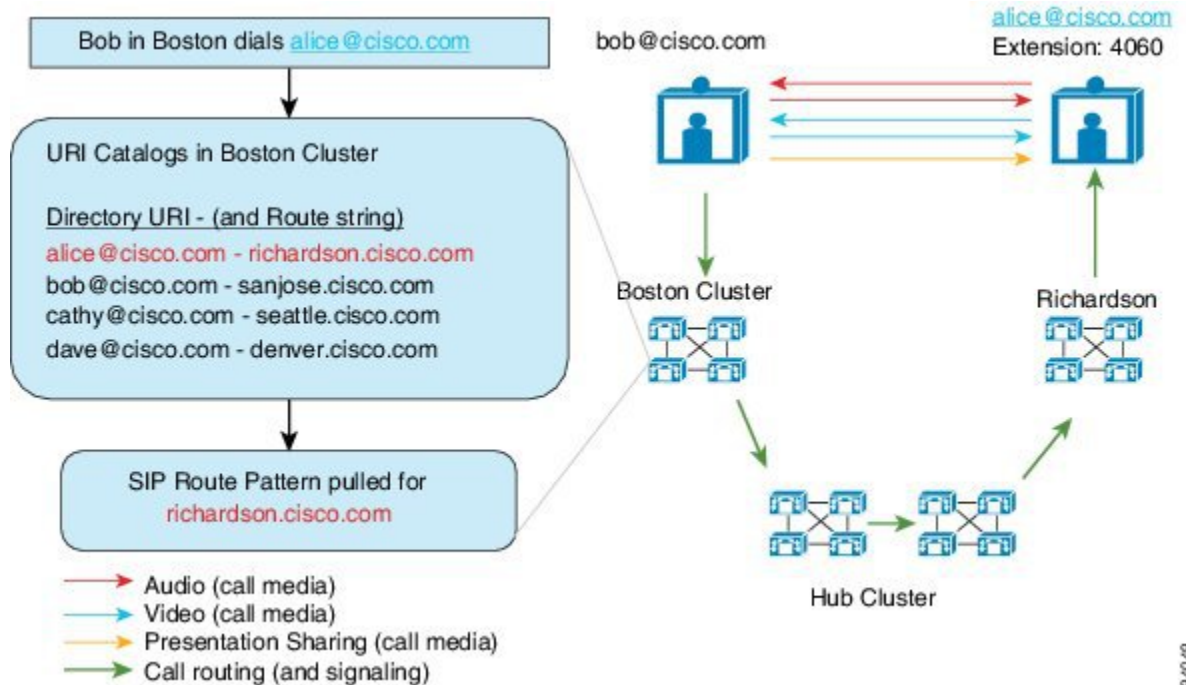 Bob in Boston dials alice@cisco.com
URI Catalogs in Boston Cluster
Directory URI - (and Route string)
alice@cisco.com - richardson.cisco.com
bob@cisco.com - sanjose.cisco.com
cathy@cisco.com - seattle.cisco.com
dave@cisco.com - denver.cisco.com
SIP Route Pattern pulled for
richardson.cisco.com
Audio (call media)
Video (call media)
Presentation Sharing (call media)
Call routing (and signaling)
bob@cisco.com
alice@cisco.com
Extension: 4060
Boston Cluster
Richardson
Hub Cluster